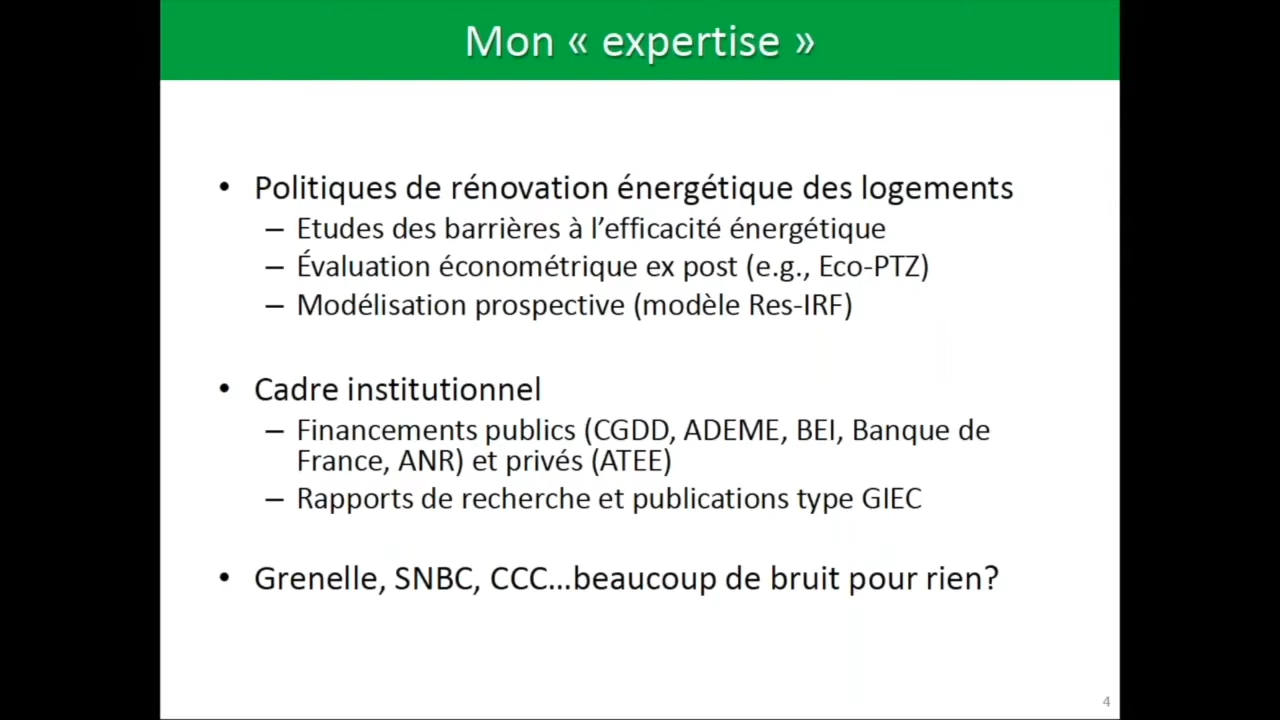 Mon « expertise »
• Politiques de rénovation énergétique des logements
– Etudes des barrières à l’efficacité énergétique
– Évaluation économétrique ex post (e.g., Eco-PTZ)
– Modélisation prospective (modèle Res-IRF)
• Cadre institutionnel
– Financements publics (CGDD, ADEME, BEI, Banque de
France, ANR) et privés (ATEE)
– Rapports de recherche et publications type GIEC
• Grenelle, SNBC, CCC…beaucoup de bruit pour rien?
4